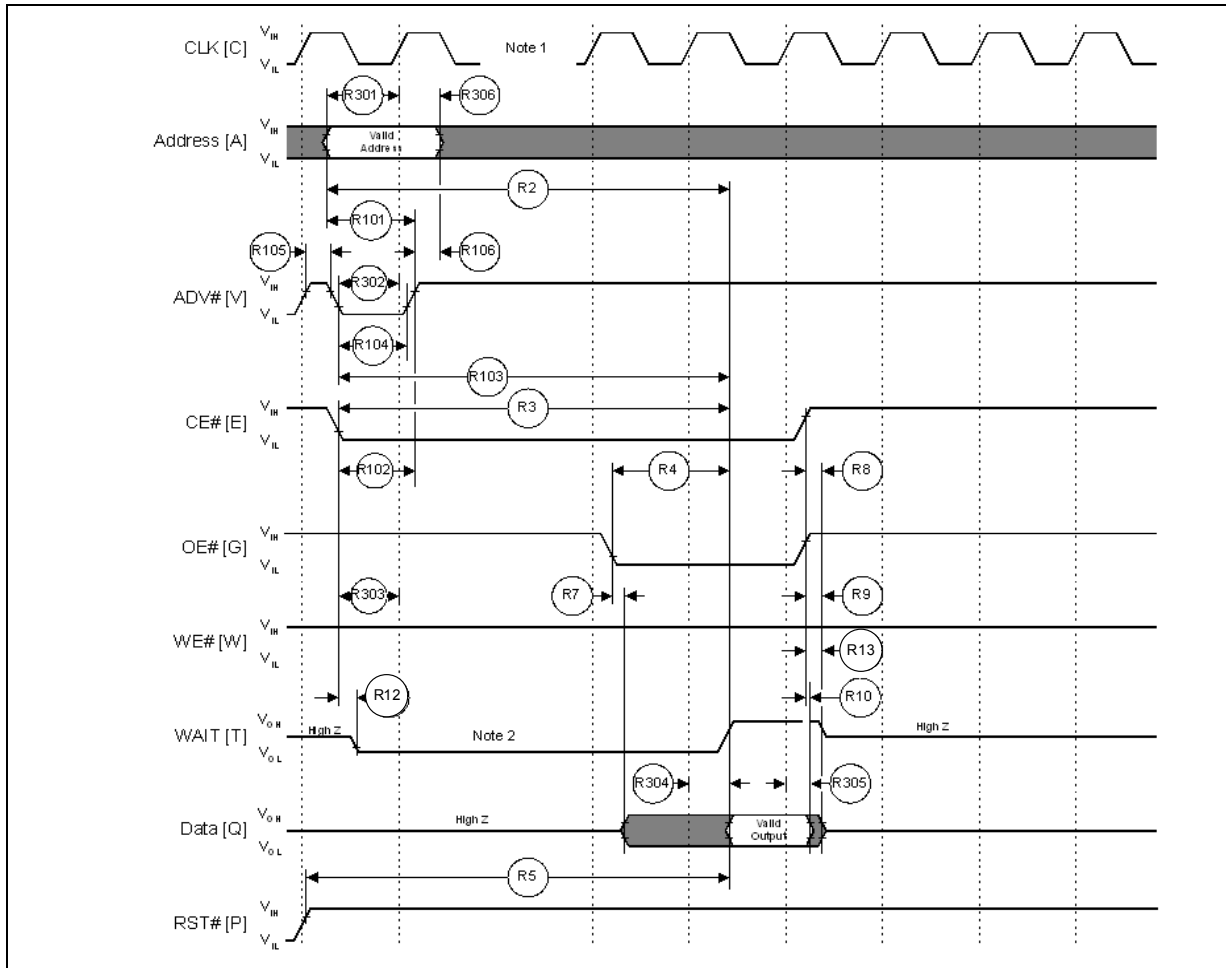 CLK [C]
VIH
VIL
Note 1
R301
R306
Address [A]
VIH
VIL
Valid
Address
R2
R101
R105
R106
ADV# [V]
VIH
VIL
R302
R104
R103
CE# [E]
VIH
VIL
R3
R102
R4
R8
OE# [G]
VIH
VIL
R303
R7
R9
WE# [W]
VIH
VIL
R13
R12
R10
WAIT [T]
VOH
VOL
High Z
Note 2
High Z
R304
R305
Data [Q]
VOH
VOL
High Z
Valid
Output
R5
RST# [P]
VIH
VIL